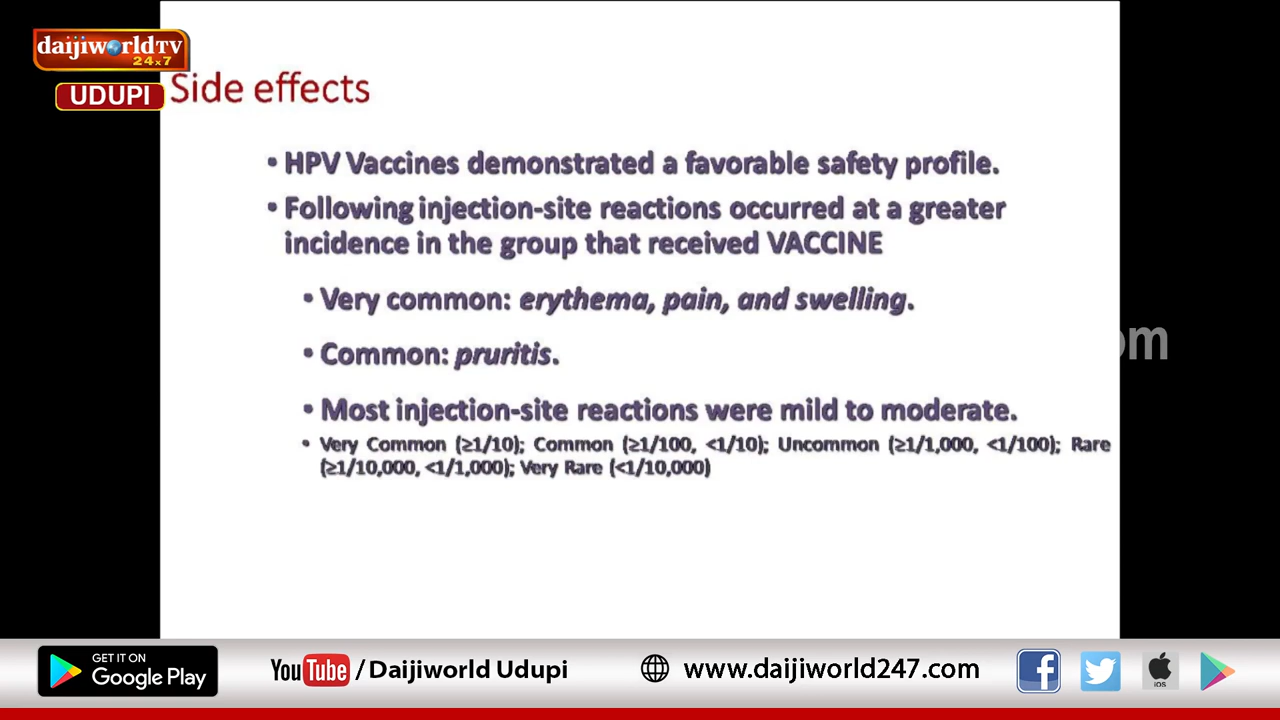 daijiworld TV
24x7
UDUPI
Side effects
• HPV Vaccines demonstrated a favorable safety profile.
• Following injection-site reactions occurred at a greater
incidence in the group that received VACCINE
• Very common: erythema, pain, and swelling.
• Common: pruritis.
om
• Most injection-site reactions were mild to moderate.
• Very Common (≥1/10); Common (≥1/100, <1/10); Uncommon (≥1/1,000, <1/100); Rare
(≥1/10,000, <1/1,000); Very Rare (<1/10,000)
GET IT ON
Google Play
YouTube / Daijiworld Udupi
www.daijiworld247.com
f
iOS